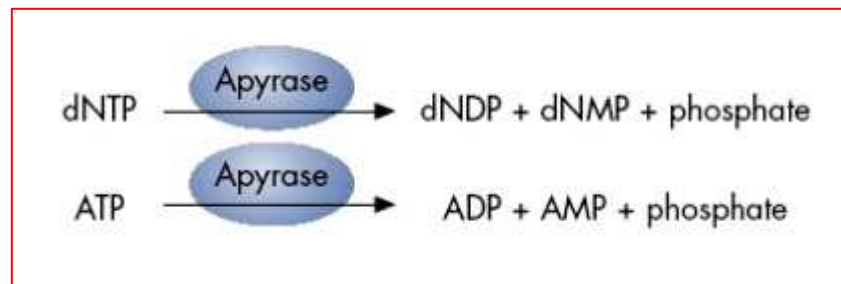 Apyrase
dNTP dNDP + dNMP + phosphate
Apyrase
ATP ADP + AMP + phosphate